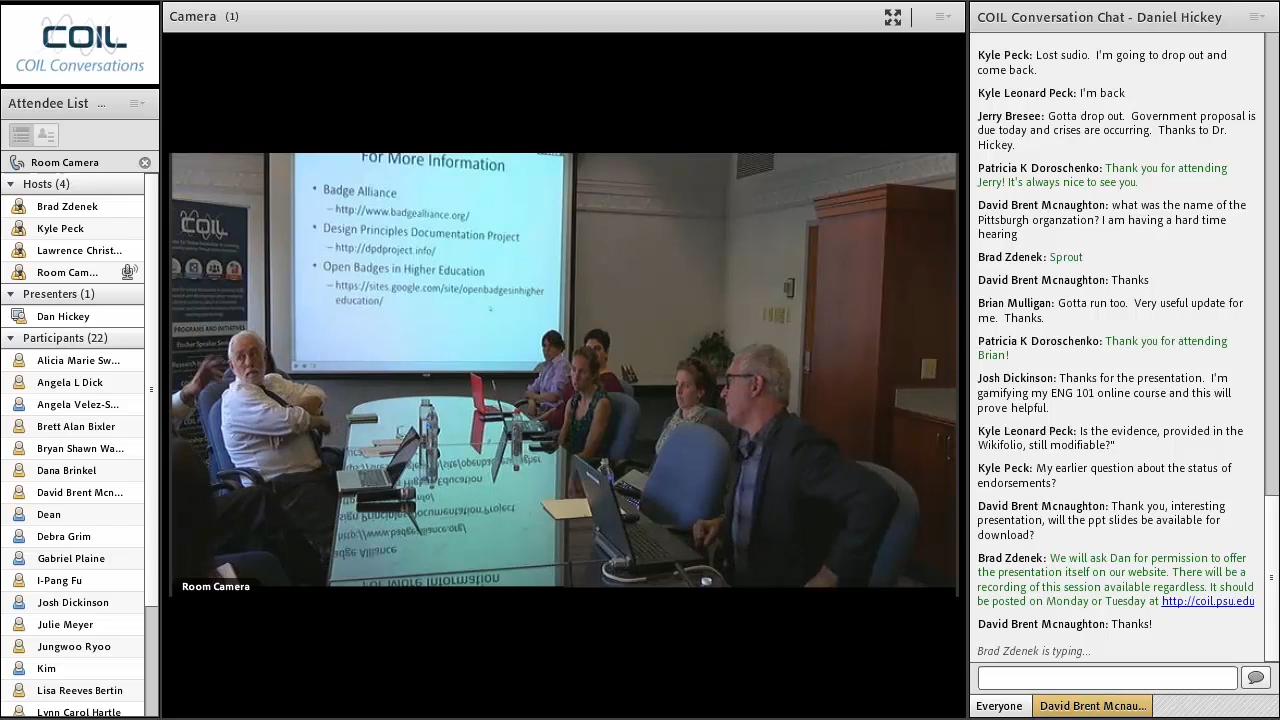 COIL
COIL Conversations
Attendee List ...
Room Camera
Hosts (4)
Brad Zdenek
Kyle Peck
Lawrence Christ...
Room Cam...
Presenters (1)
Dan Hickey
Participants (22)
Alicia Marie Sw...
Angela L Dick
Angela Velez-S...
Brett Alan Bixler
Bryan Shawn Wa...
Dana Brinkel
David Brent Mcn...
Dean
Debra Grim
Gabriel Plaine
I-Pang Fu
Josh Dickinson
Julie Meyer
Jungwoo Ryoo
Kim
Lisa Reeves Bertin
Lynn Carol Hartle
Camera (1)
For More Information
• Badge Alliance
– http://www.badgealliance.org/
• Design Principles Documentation Project
– http://dpdproject.info/
• Open Badges in Higher Education
– https://sites.google.com/site/openbadgesinhigher
education/
COIL
PROGRAMS AND INITIATIVES
Room Camera
COIL Conversation Chat - Daniel Hickey
Kyle Peck: Lost sudio. I'm going to drop out and
come back.
Kyle Leonard Peck: I'm back
Jerry Bresee: Gotta drop out. Government proposal is
due today and crises are occurring. Thanks to Dr.
Hickey.
Patricia K Doroschenko: Thank you for attending
Jerry! It's always nice to see you.
David Brent Mcnaughton: what was the name of the
Pittsburgh organzation? I am having a hard time
hearing
Brad Zdenek: Sprout
David Brent Mcnaughton: Thanks
Brian Mulligan: Gotta run too. Very useful update for
me. Thanks.
Patricia K Doroschenko: Thank you for attending
Brian!
Josh Dickinson: Thanks for the presentation. I'm
gamifying my ENG 101 online course and this will
prove helpful.
Kyle Leonard Peck: Is the evidence, provided in the
Wikifolio, still modifiable?"
Kyle Peck: My earlier question about the status of
endorsements?
David Brent Mcnaughton: Thank you, interesting
presentation, will the ppt slides be available for
download?
Brad Zdenek: We will ask Dan for permission to offer
the presentation itself on our website. There will be a
recording of this session available regardless. It should
be posted on Monday or Tuesday at http://coil.psu.edu
David Brent Mcnaughton: Thanks!
Brad Zdenek is typing...
Everyone
David Brent Mcnau...